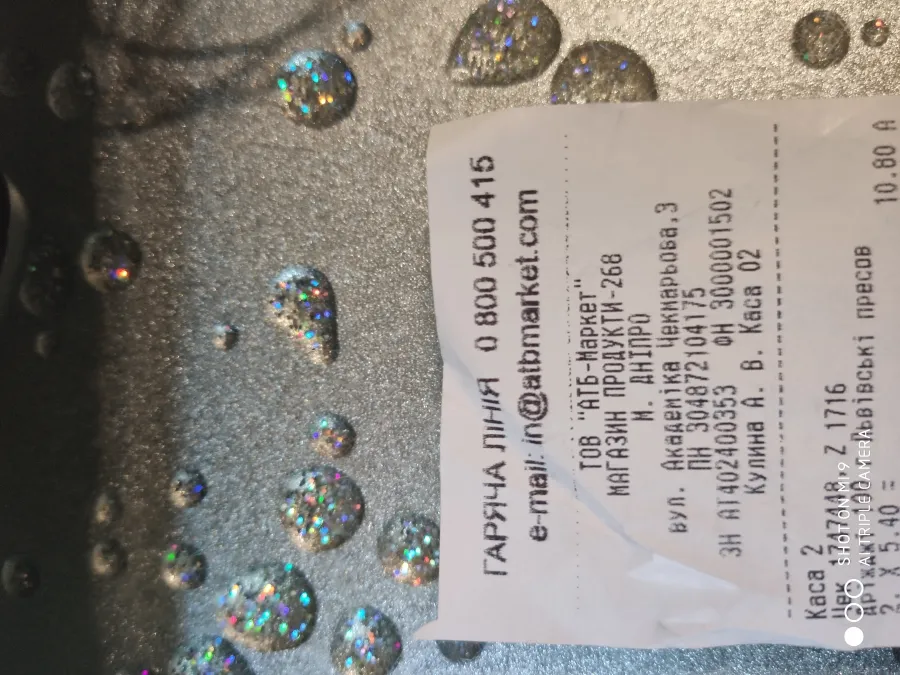 ГАРЯЧА ЛІНІЯ 0 800 500 415
e-mail: in@atbmarket.com
ТОВ "АТБ-Маркет"
МАГАЗИН ПРОДУКТИ-268
М. ДНІПРО
вул. Академіка Чекмарьова,3
ПН 304872104175
ЗН АТ402400353 ФН 3000001502
Кулина А. В. Каса 02
Каса 2
Чек Z 1716
Львівські пресов
2 X 5.40 = 10.80 А
SHOT ON MI 9
AI TRIPLE CAMERA